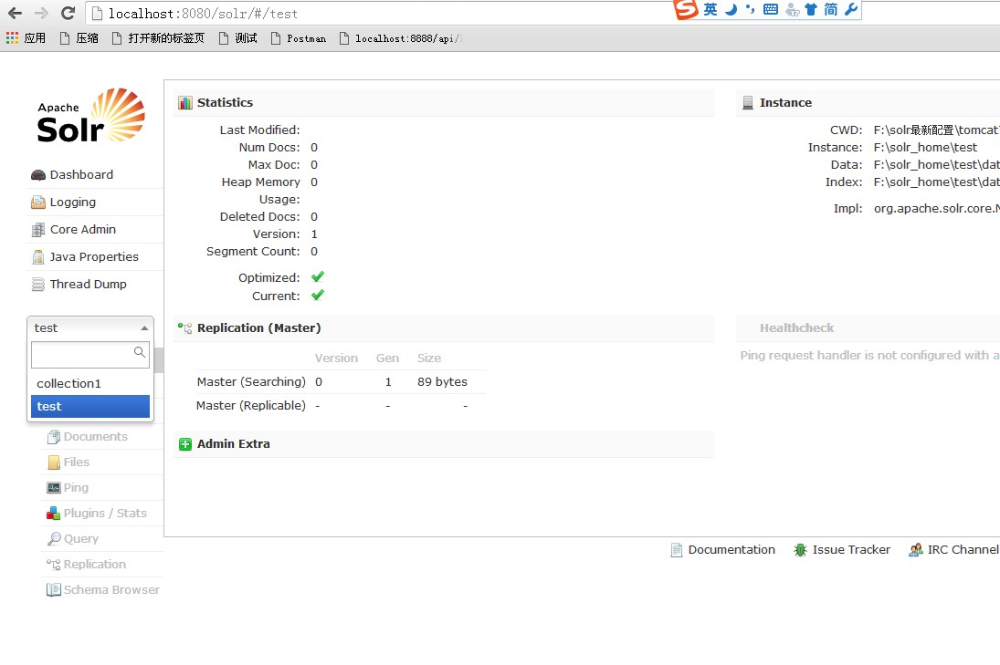 localhost:8080/solr/#/test
英 简
应用 压缩 打开新的标签页 测试 Postman localhost:8888/api/
Apache
Solr
Dashboard
Logging
Core Admin
Java Properties
Thread Dump
test
collection1
test
Documents
Files
Ping
Plugins / Stats
Query
Replication
Schema Browser
Statistics
Last Modified:
Num Docs: 0
Max Doc: 0
Heap Memory 0
Usage:
Deleted Docs: 0
Version: 1
Segment Count: 0
Optimized:
Current:
Replication (Master)
Version Gen Size
Master (Searching) 0 1 89 bytes
Master (Replicable) - - -
Admin Extra
Instance
CWD: F:\solr最新配置\tomcat
Instance: F:\solr_home\test
Data: F:\solr_home\test\dat
Index: F:\solr_home\test\dat
Impl: org.apache.solr.core.N
Healthcheck
Ping request handler is not configured with a
Documentation Issue Tracker IRC Channel